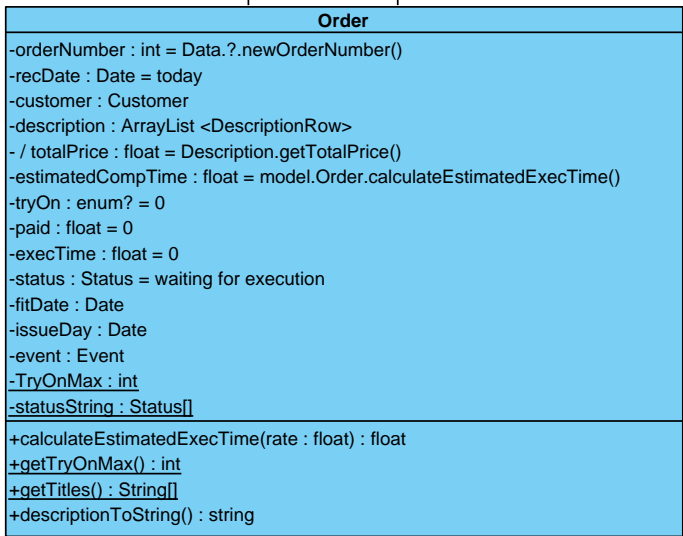 Order
-orderNumber : int = Data.?.newOrderNumber()
-recDate : Date = today
-customer : Customer
-description : ArrayList <DescriptionRow>
- / totalPrice : float = Description.getTotalPrice()
-estimatedCompTime : float = model.Order.calculateEstimatedExecTime()
-tryOn : enum? = 0
-paid : float = 0
-execTime : float = 0
-status : Status = waiting for execution
-fitDate : Date
-issueDay : Date
-event : Event
-TryOnMax : int
-statusString : Status[]
+calculateEstimatedExecTime(rate : float) : float
+getTryOnMax() : int
+getTitles() : String[]
+descriptionToString() : string